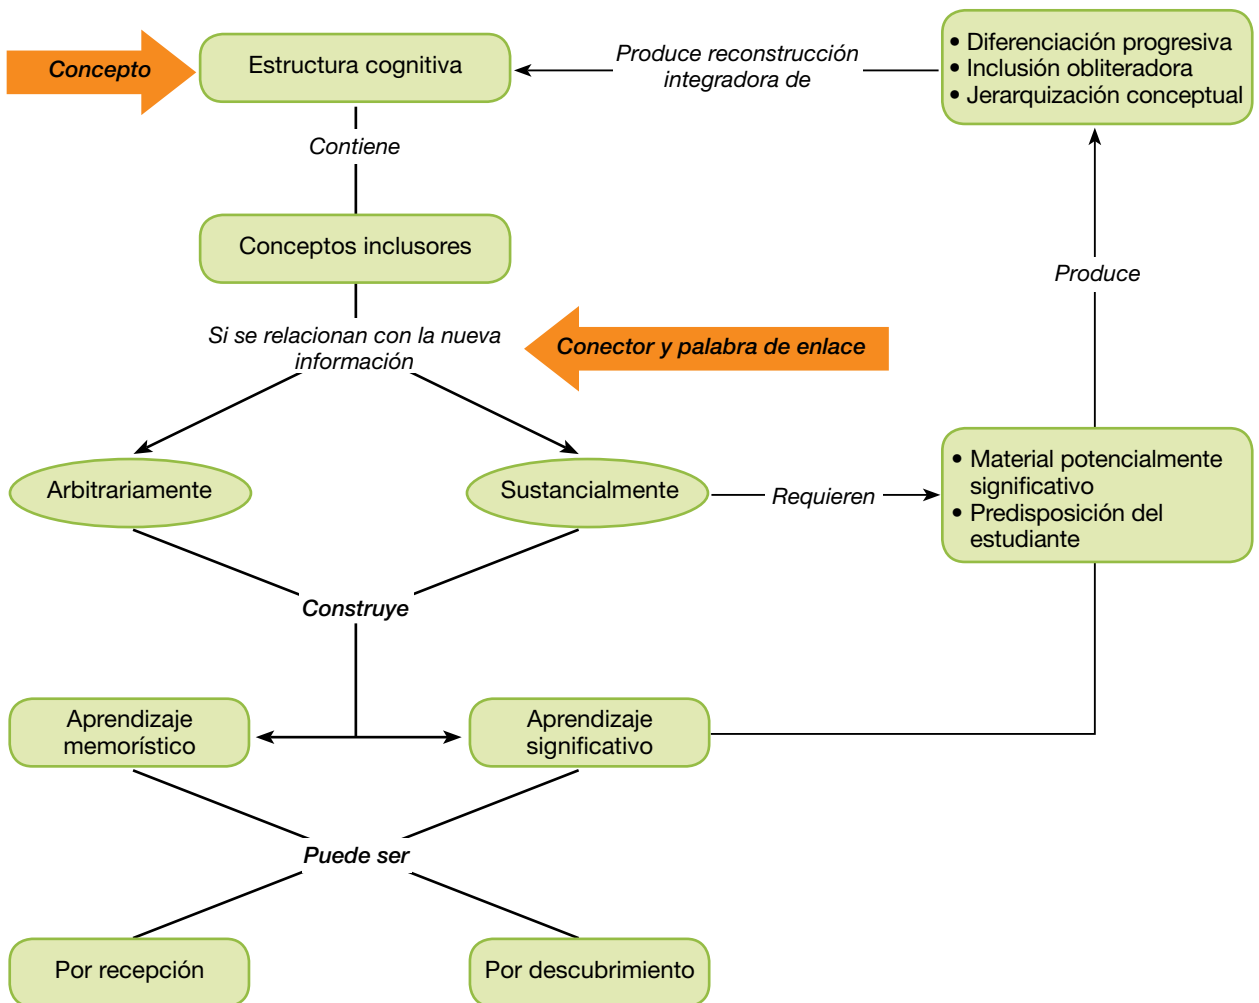 Concepto
Estructura cognitiva
Produce reconstrucción
integradora de
• Diferenciación progresiva
• Inclusión obliteradora
• Jerarquización conceptual
Contiene
Conceptos inclusores
Produce
Si se relacionan con la nueva
información
Conector y palabra de enlace
Arbitrariamente
Sustancialmente
Requieren
• Material potencialmente
significativo
• Predisposición del
estudiante
Construye
Aprendizaje
memorístico
Aprendizaje
significativo
Puede ser
Por recepción
Por descubrimiento